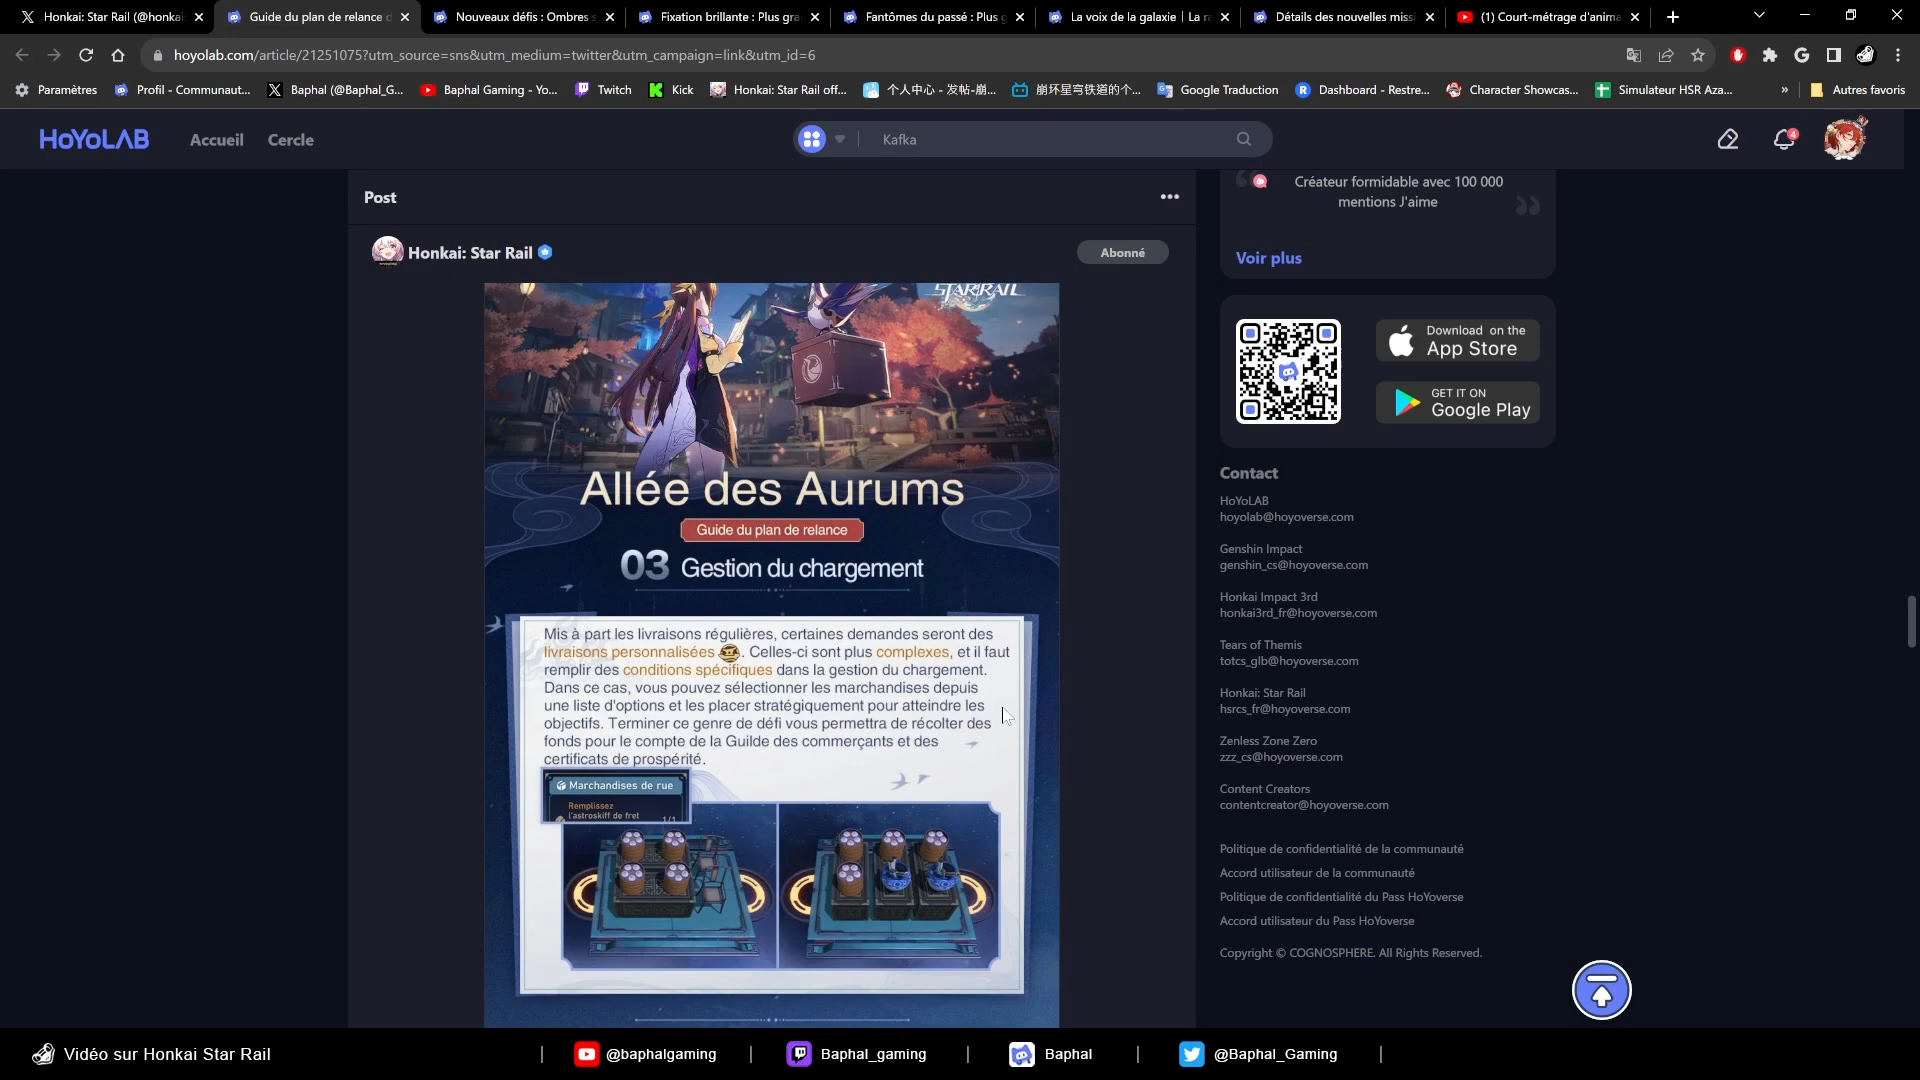 Honkai: Star Rail (@honkai
Guide du plan de relance d
Nouveaux défis : Ombres s
Fixation brillante : Plus gra
Fantômes du passé : Plus g
La voix de la galaxie | La ra
Détails des nouvelles missi
(1) Court-métrage d'anima
hoyolab.com/article/21251075?utm_source=sns&utm_medium=twitter&utm_campaign=link&utm_id=6
Paramètres
Profil - Communaut...
Baphal (@Baphal_G...
Baphal Gaming - Yo...
Twitch
Kick
Honkai: Star Rail off...
个人中心 - 发帖-崩...
崩坏星穹铁道的个...
Google Traduction
Dashboard - Restre...
Character Showcas...
Simulateur HSR Aza...
»
Autres favoris
HoYoLAB
Accueil
Cercle
Kafka
4
Post
Honkai: Star Rail
Abonné
STAR RAIL
Allée des Aurums
Guide du plan de relance
03 Gestion du chargement
Mis à part les livraisons régulières, certaines demandes seront des
livraisons personnalisées . Celles-ci sont plus complexes, et il faut
remplir des conditions spécifiques dans la gestion du chargement.
Dans ce cas, vous pouvez sélectionner les marchandises depuis
une liste d'options et les placer stratégiquement pour atteindre les
objectifs. Terminer ce genre de défi vous permettra de récolter des
fonds pour le compte de la Guilde des commerçants et des
certificats de prospérité.
Marchandises de rue
Remplissez
l'astroskiff de fret
1/1
Créateur formidable avec 100 000
mentions J'aime
Voir plus
Download on the
App Store
GET IT ON
Google Play
Contact
HoYoLAB
hoyolab@hoyoverse.com
Genshin Impact
genshin_cs@hoyoverse.com
Honkai Impact 3rd
honkai3rd_fr@hoyoverse.com
Tears of Themis
totcs_glb@hoyoverse.com
Honkai: Star Rail
hsrcs_fr@hoyoverse.com
Zenless Zone Zero
zzz_cs@hoyoverse.com
Content Creators
contentcreator@hoyoverse.com
Politique de confidentialité de la communauté
Accord utilisateur de la communauté
Politique de confidentialité du Pass HoYoverse
Accord utilisateur du Pass HoYoverse
Copyright © COGNOSPHERE. All Rights Reserved.
Vidéo sur Honkai Star Rail
| @baphalgaming | Baphal_gaming | Baphal | @Baphal_Gaming |